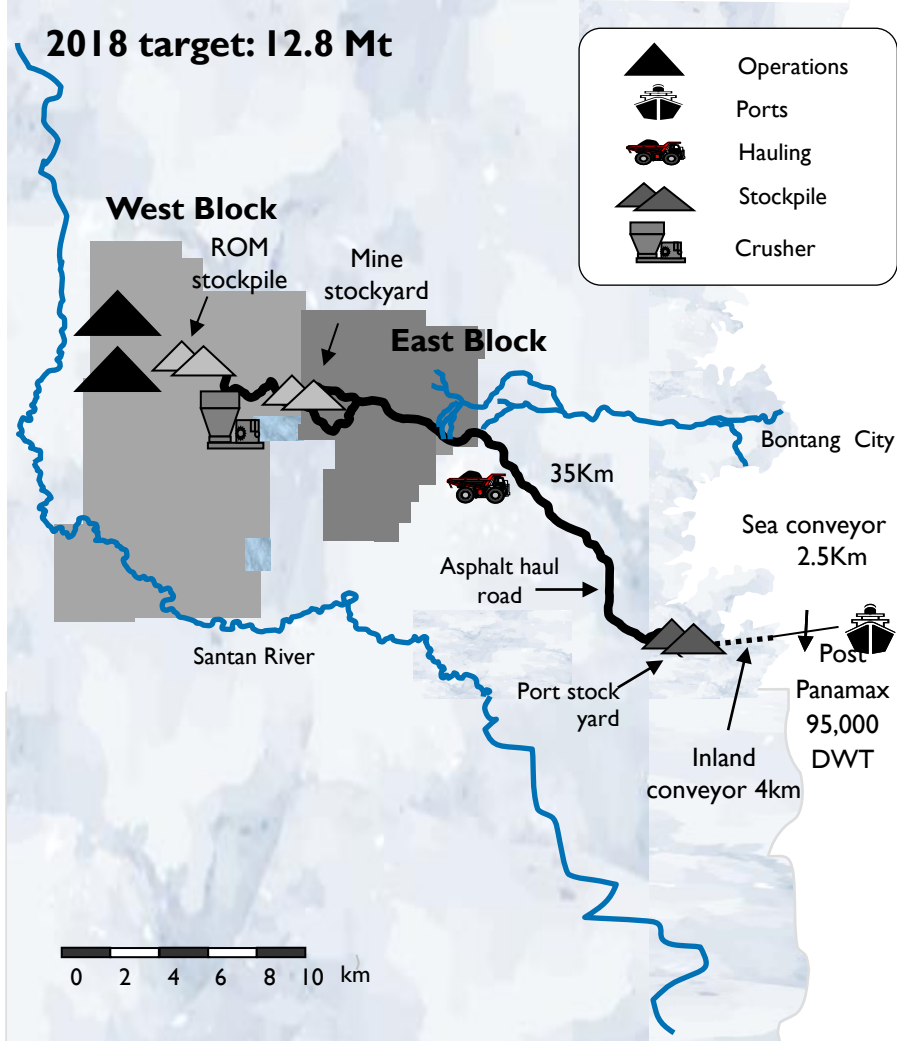 2018 target: 12.8 Mt
Operations
Ports
Hauling
Stockpile
Crusher
West Block
ROM
stockpile
Mine
stockyard
East Block
Bontang City
35Km
Sea conveyor
2.5Km
Asphalt haul
road
Santan River
Port stock
yard
Post
Panamax
95,000
DWT
Inland
conveyor 4km
0 2 4 6 8 10 km